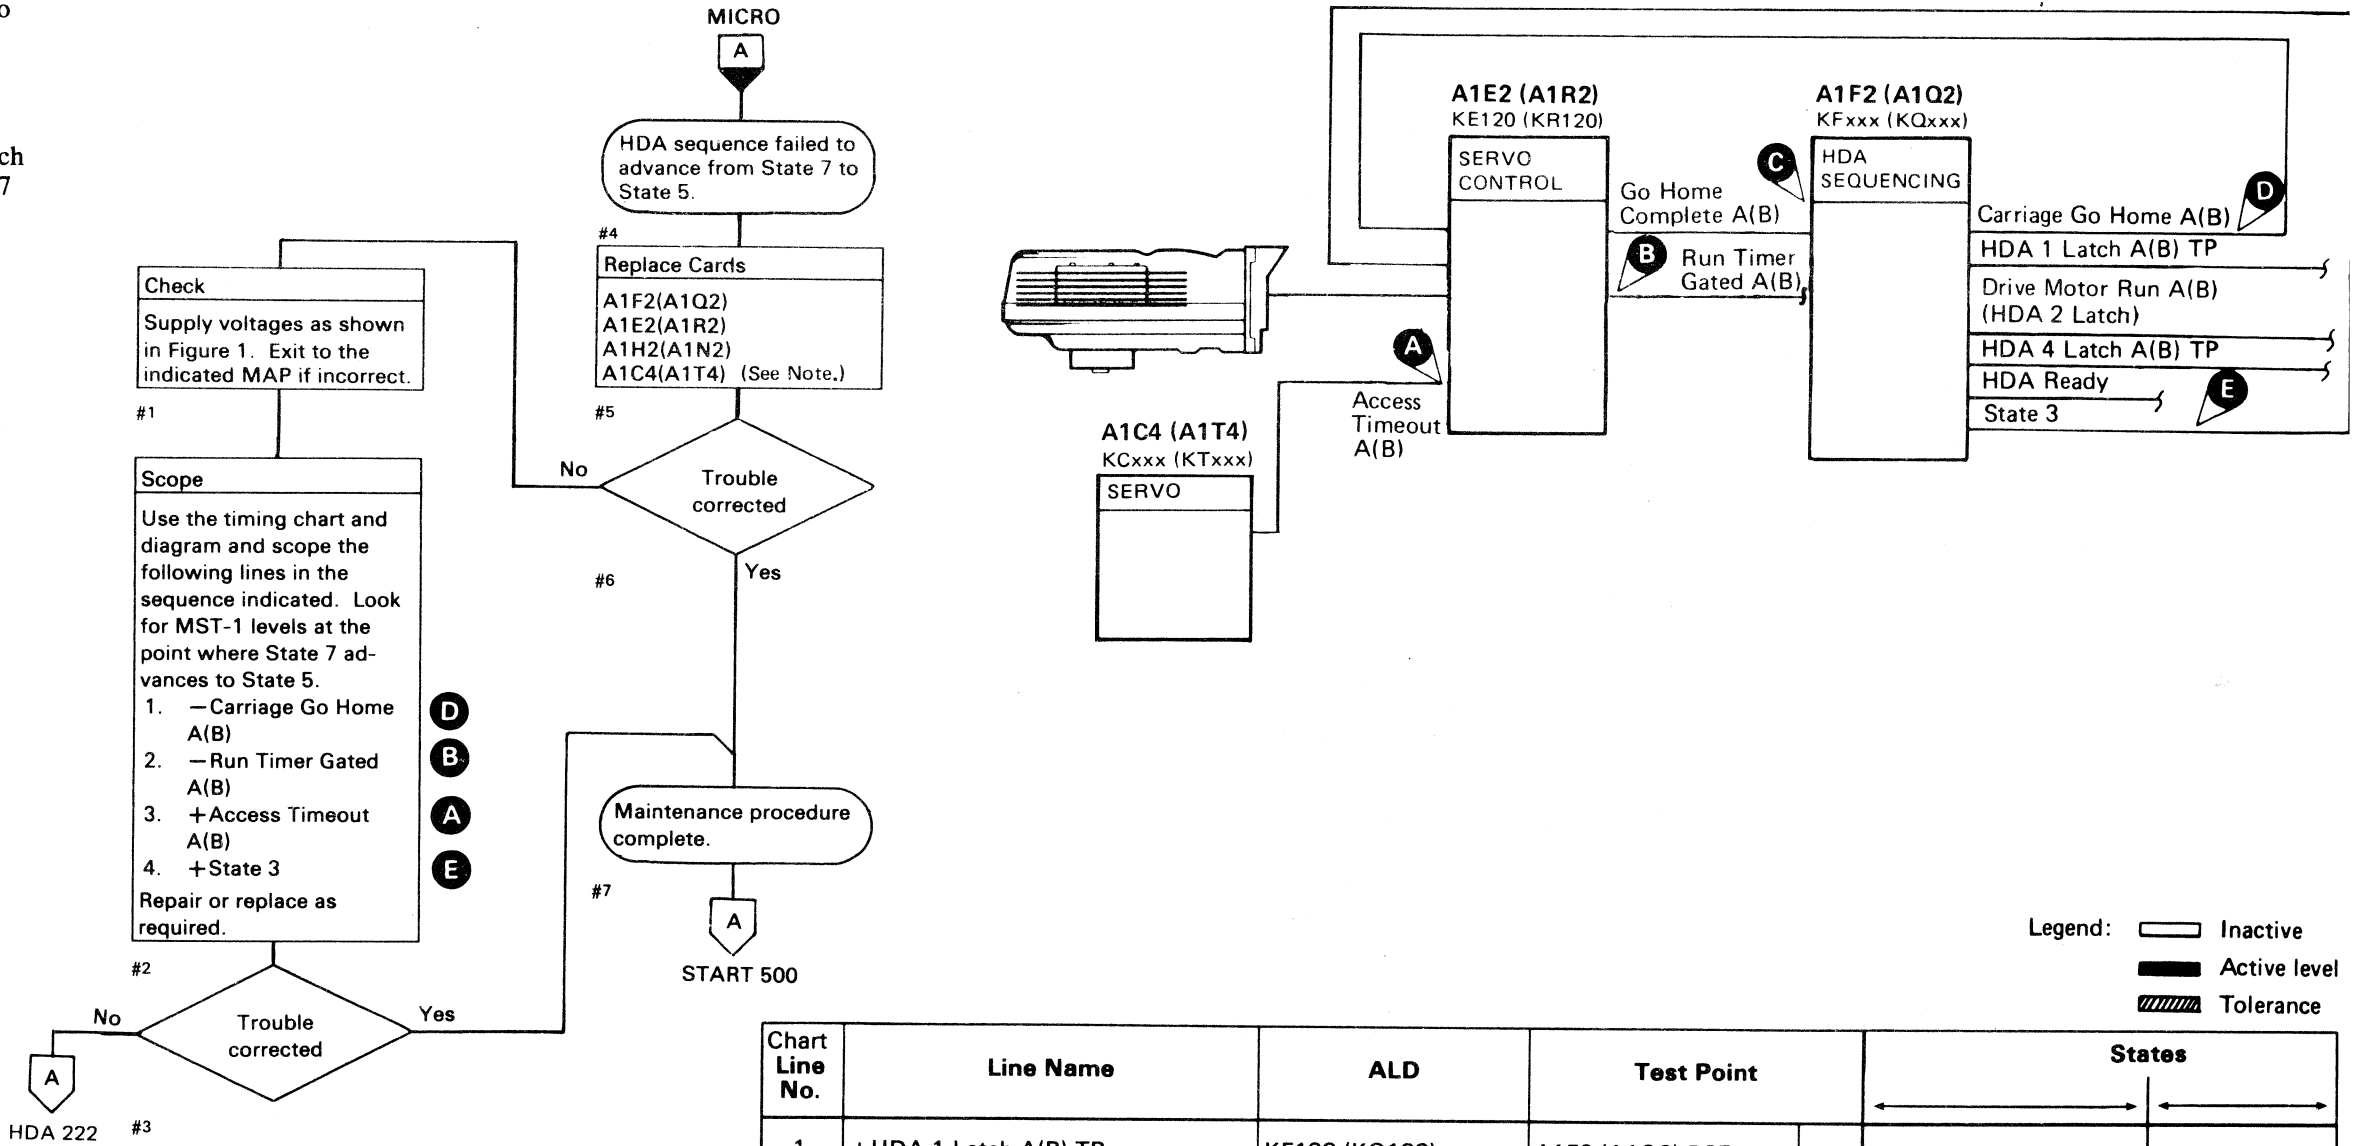 o
ch
7
MICRO
A
HDA sequence failed to
advance from State 7 to
State 5.
#4
Replace Cards
A1F2(A1Q2)
A1E2(A1R2)
A1H2(A1N2)
A1C4(A1T4) (See Note.)
#5
Trouble
corrected
No
Yes
#6
Check
Supply voltages as shown
in Figure 1. Exit to the
indicated MAP if incorrect.
#1
Scope
Use the timing chart and
diagram and scope the
following lines in the
sequence indicated. Look
for MST-1 levels at the
point where State 7 ad-
vances to State 5.
1. —Carriage Go Home
A(B)
D
2. —Run Timer Gated
A(B)
B
3. +Access Timeout
A(B)
A
4. +State 3
E
Repair or replace as
required.
#2
Trouble
corrected
No
Yes
A
HDA 222
#3
Maintenance procedure
complete.
#7
A
START 500
A1E2 (A1R2)
KE120 (KR120)
SERVO
CONTROL
A1F2 (A1Q2)
KFxxx (KQxxx)
HDA
SEQUENCING
C
Go Home
Complete A(B)
B
Run Timer
Gated A(B)
A
Access
Timeout
A(B)
A1C4 (A1T4)
KCxxx (KTxxx)
SERVO
D
Carriage Go Home A(B)
HDA 1 Latch A(B) TP
Drive Motor Run A(B)
(HDA 2 Latch)
HDA 4 Latch A(B) TP
HDA Ready
E
State 3
Legend:
Inactive
Active level
Tolerance
Chart
Line
No.
Line Name
ALD
Test Point
States